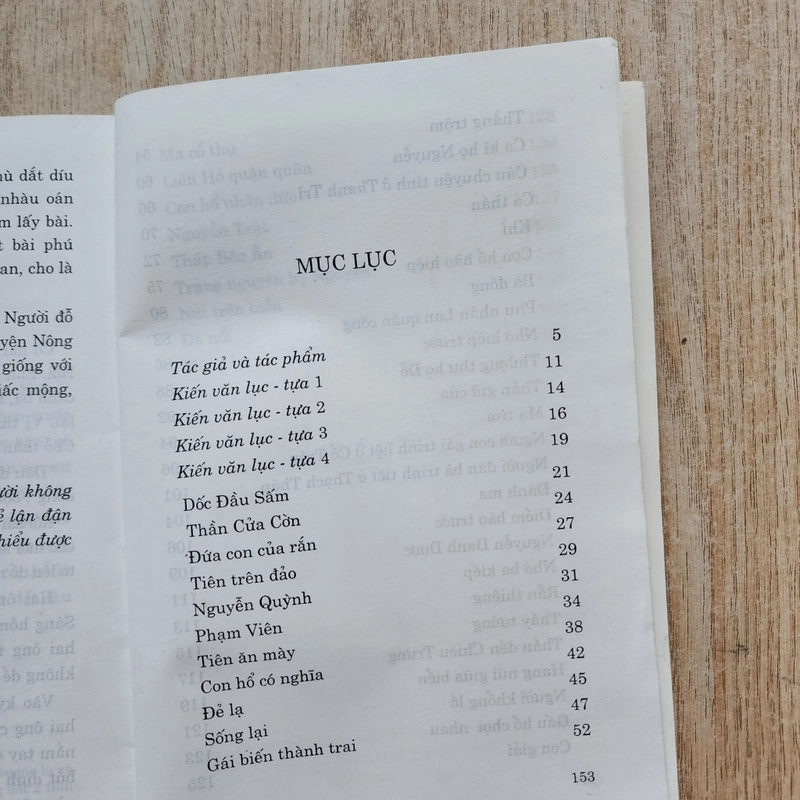 ù dắt díu
nhàu oán
m lấy bài.
t bài phú
an, cho là
Người đỗ
yện Nông
giống với
iấc mộng,
ười không
ẻ lận đận
hiểu được
MỤC LỤC
Tác giả và tác phẩm 5
Kiến văn lục - tựa 1 11
Kiến văn lục - tựa 2 14
Kiến văn lục - tựa 3 16
Kiến văn lục - tựa 4 19
Dốc Đầu Sấm 21
Thần Cửa Cờn 24
Đứa con của rắn 27
Tiên trên đảo 29
Nguyễn Quỳnh 31
Phạm Viên 34
Tiên ăn mày 38
Con hổ có nghĩa 42
Đẻ lạ 45
Sống lại 47
Gái biến thành trai 52
153